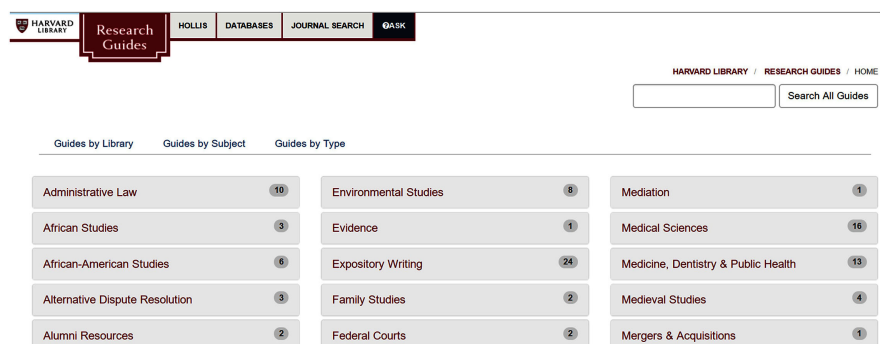 HARVARD
LIBRARY
Research
Guides
HOLLIS
DATABASES
JOURNAL SEARCH
?ASK
HARVARD LIBRARY / RESEARCH GUIDES / HOME
Search All Guides
Guides by Library
Guides by Subject
Guides by Type
Administrative Law 10
African Studies 3
African-American Studies 6
Alternative Dispute Resolution 3
Alumni Resources 2
Environmental Studies 8
Evidence 1
Expository Writing 24
Family Studies 2
Federal Courts 2
Mediation 1
Medical Sciences 16
Medicine, Dentistry & Public Health 13
Medieval Studies 4
Mergers & Acquisitions 1